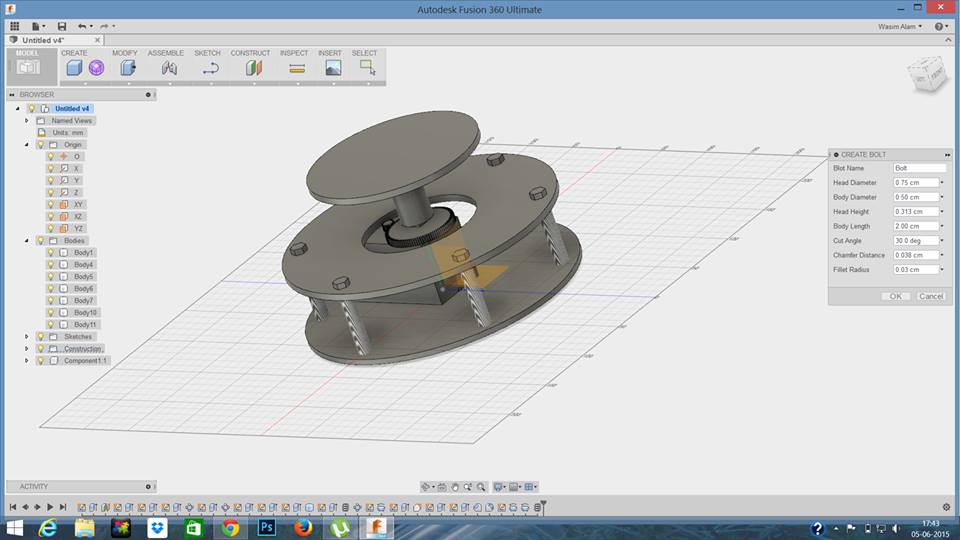 Autodesk Fusion 360 Ultimate
Wasim Alam
Untitled v4*
MODEL CREATE MODIFY ASSEMBLE SKETCH CONSTRUCT INSPECT INSERT SELECT
BROWSER
Untitled v4
Named Views
Units: mm
Origin
O
X
Y
Z
XY
XZ
YZ
Bodies
Body1
Body4
Body5
Body6
Body7
Body10
Body11
Sketches
Construction
Component1:1
TOP FRONT
CREATE BOLT
Blot Name Bolt
Head Diameter 0.75 cm
Body Diameter 0.50 cm
Head Height 0.313 cm
Body Length 2.00 cm
Cut Angle 30.0 deg
Chamfer Distance 0.038 cm
Fillet Radius 0.03 cm
OK Cancel
ACTIVITY
Ps
17:43
05-06-2015